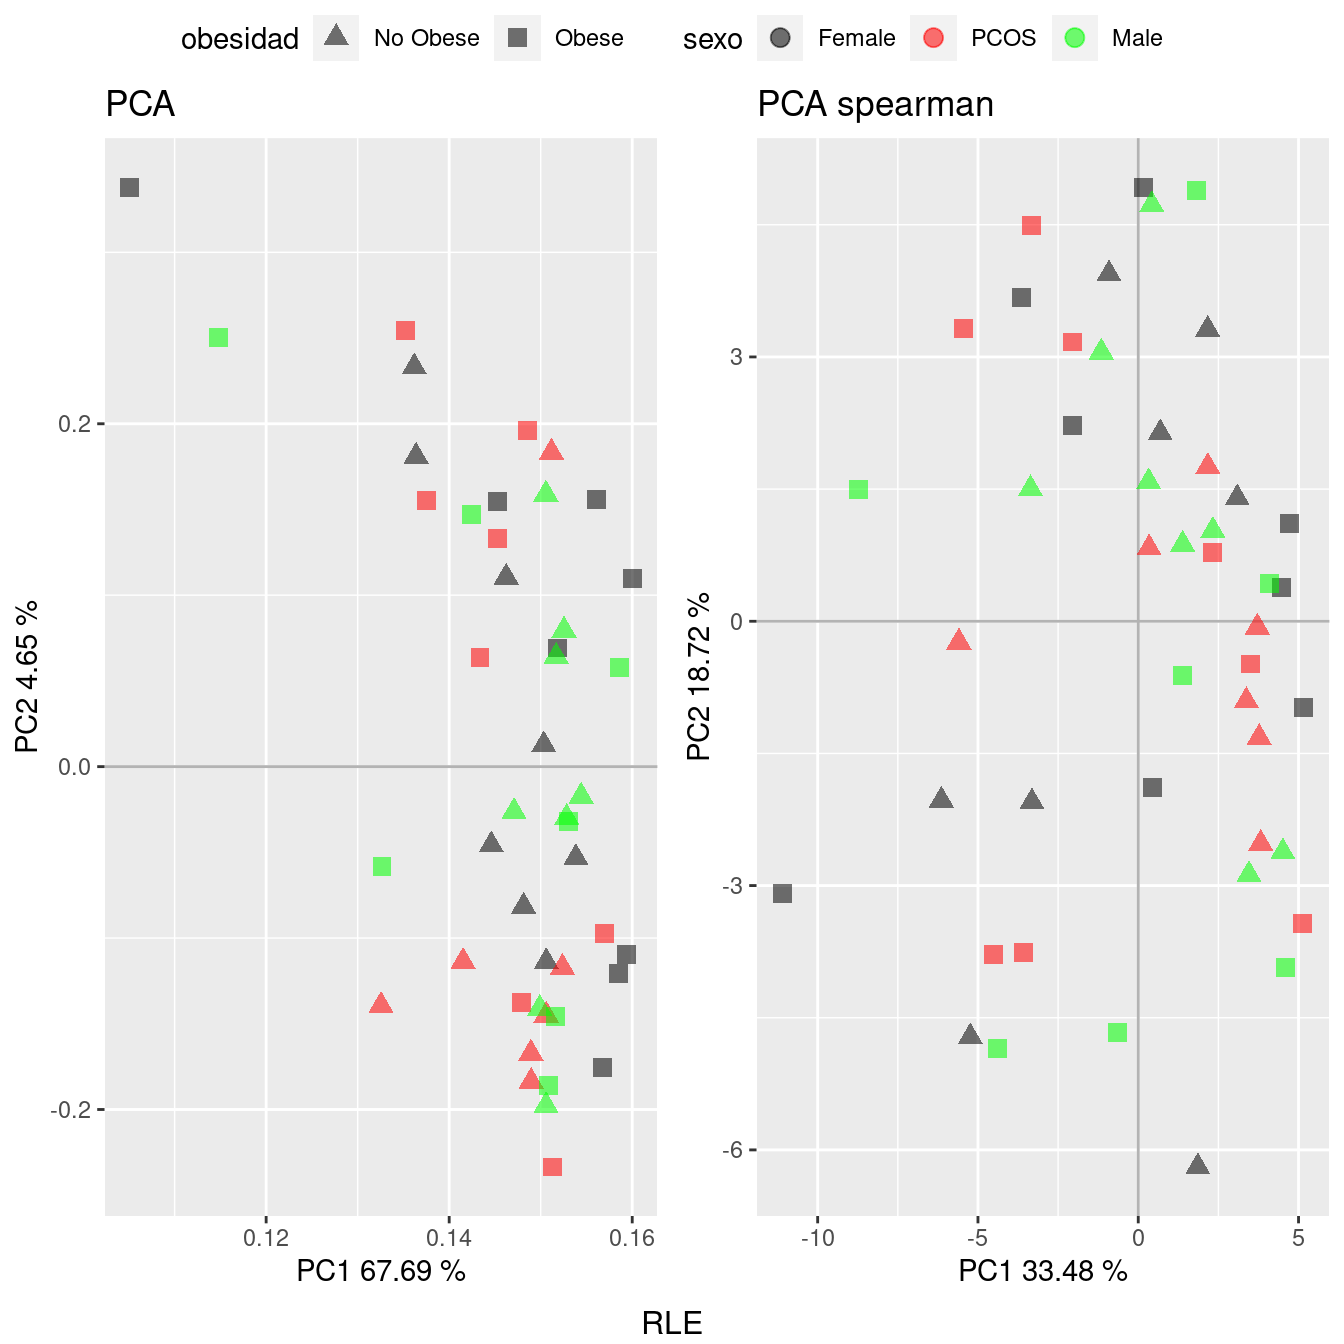 obesidad No Obese Obese sexo Female PCOS Male
PCA
PCA spearman
PC2 4.65 %
0.2
0.0
-0.2
0.12 0.14 0.16
PC1 67.69 %
PC2 18.72 %
3
0
-3
-6
-10 -5 0 5
PC1 33.48 %
RLE